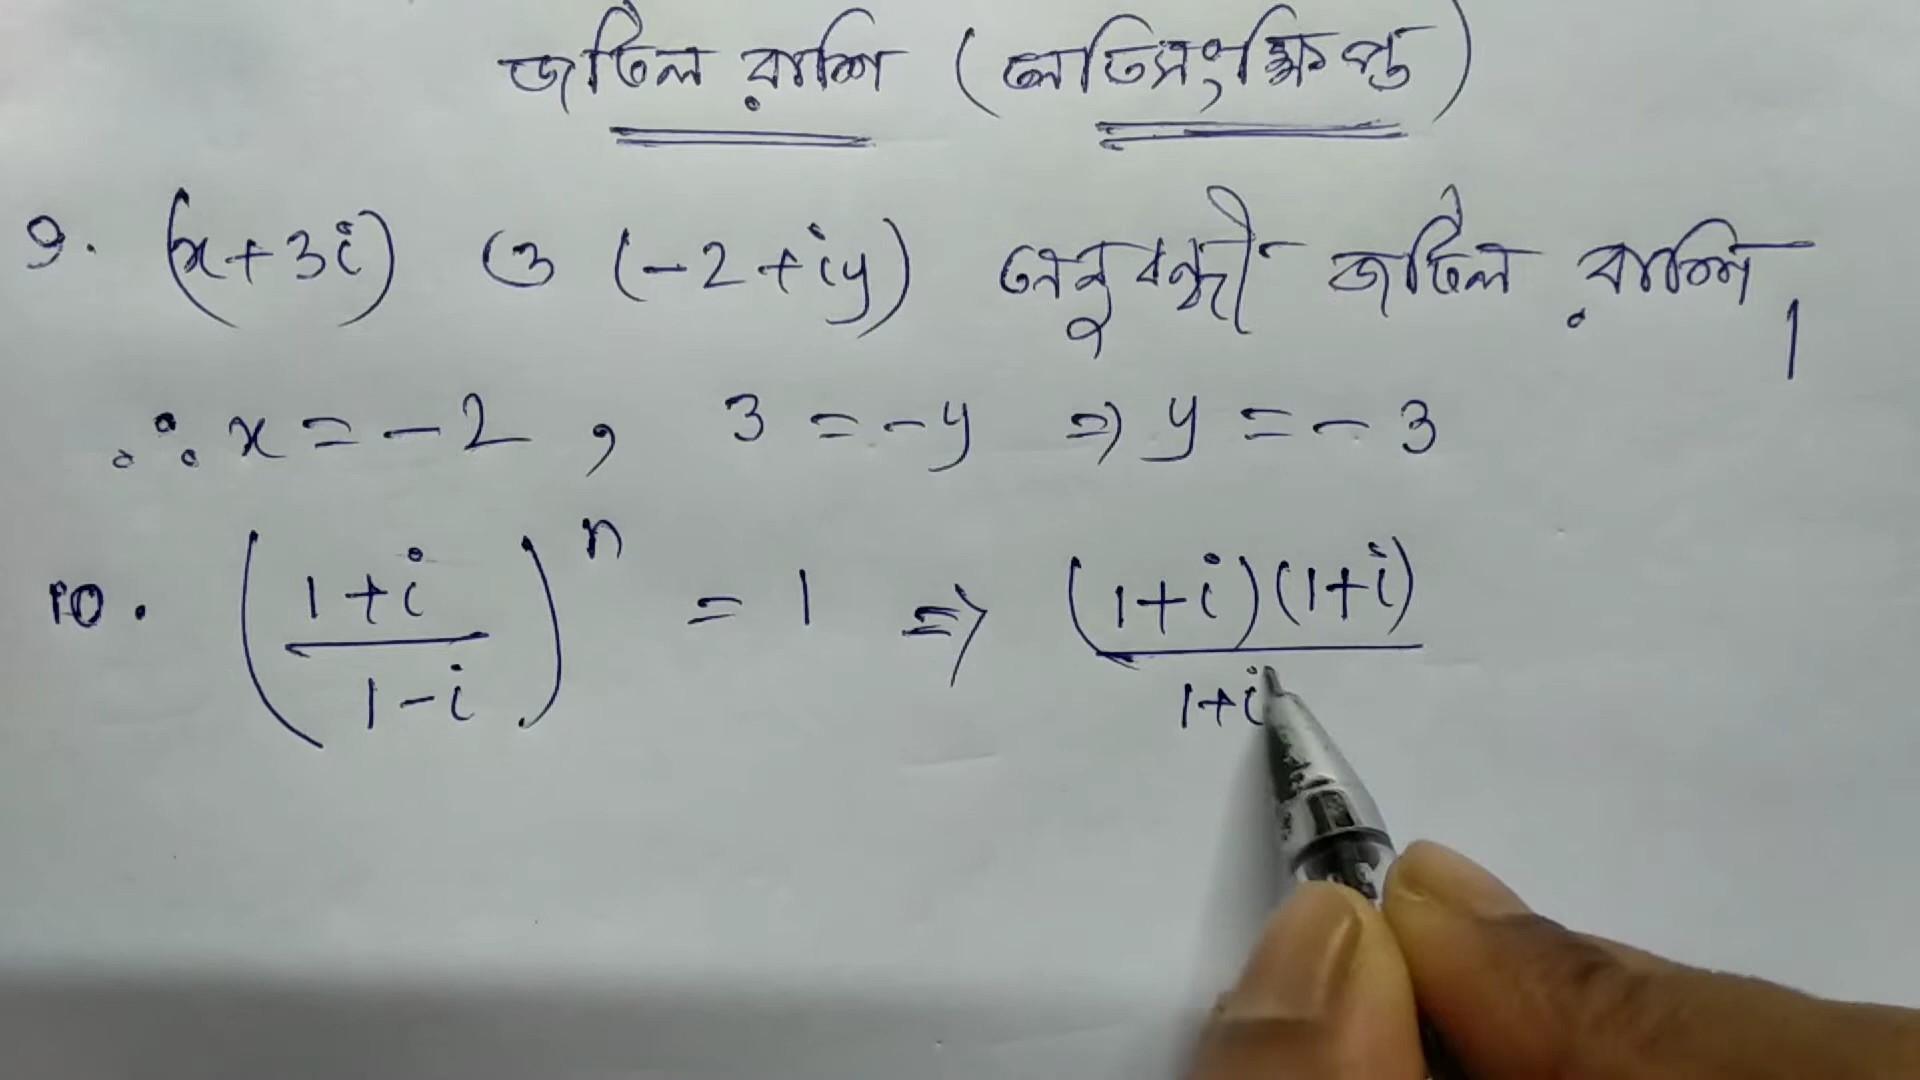 জটিল রাশি (অতিসংক্ষিপ্ত)
9. (x+3i) ও (-2+iy) অনুবন্ধী জটিল রাশি।
∴ x = -2 , 3 = -y ⇒ y = -3
10. ((1+i)/(1-i))^n = 1 ⇒ (1+i)(1+i)/1+i